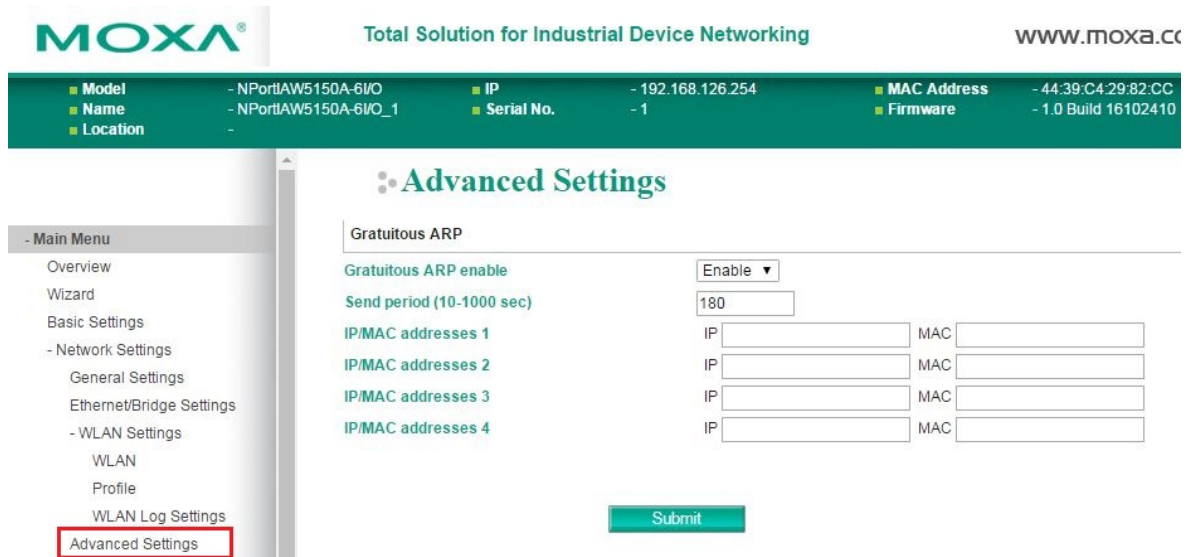 MOXA® Total Solution for Industrial Device Networking www.moxa.co
Model - NPortIAW5150A-6I/O IP - 192.168.126.254 MAC Address - 44:39:C4:29:82:CC
Name - NPortIAW5150A-6I/O_1 Serial No. - 1 Firmware - 1.0 Build 16102410
Location -
Advanced Settings
- Main Menu
Overview
Wizard
Basic Settings
- Network Settings
General Settings
Ethernet/Bridge Settings
- WLAN Settings
WLAN
Profile
WLAN Log Settings
Advanced Settings
Gratuitous ARP
Gratuitous ARP enable Enable
Send period (10-1000 sec) 180
IP/MAC addresses 1 IP MAC
IP/MAC addresses 2 IP MAC
IP/MAC addresses 3 IP MAC
IP/MAC addresses 4 IP MAC
Submit